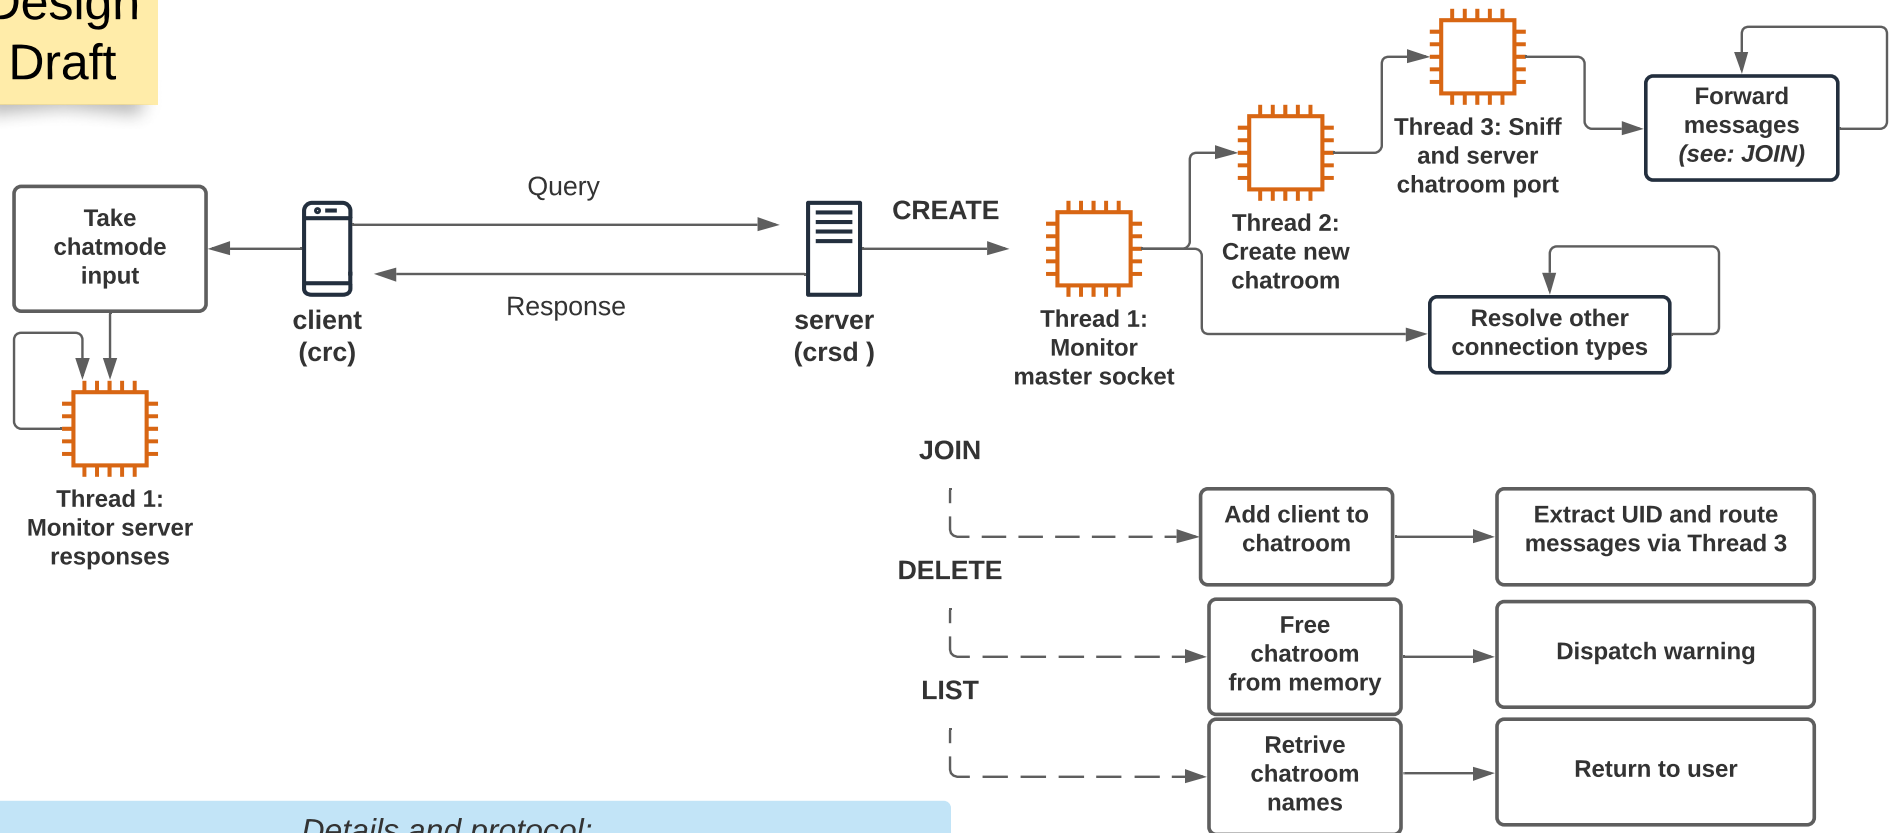 Design
Draft
Take
chatmode
input
client
(crc)
Query
Response
server
(crsd )
CREATE
Thread 1:
Monitor
master socket
Thread 2:
Create new
chatroom
Thread 3: Sniff
and server
chatroom port
Forward
messages
(see: JOIN)
Resolve other
connection types
Thread 1:
Monitor server
responses
JOIN
Add client to
chatroom
Extract UID and route
messages via Thread 3
DELETE
Free
chatroom
from memory
Dispatch warning
LIST
Retrive
chatroom
names
Return to user
Details and protocol: